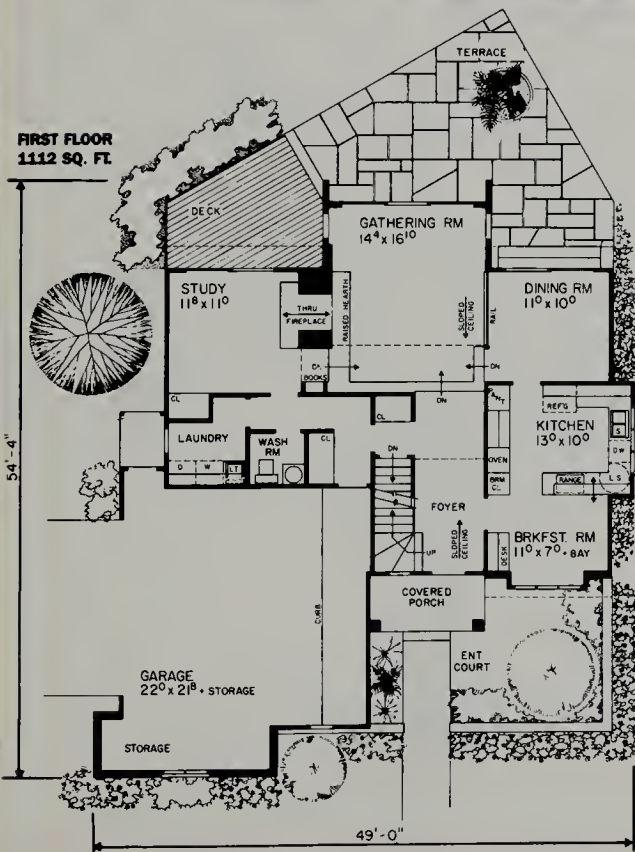 FIRST FLOOR
1112 SQ. FT.
TERRACE
DECK
GATHERING RM
14⁴ x 16¹⁰
STUDY
11⁸ x 11⁰
THRU
FIREPLACE
RAISED HEARTH
SLOPED
CEILING
RAIL
DINING RM
11⁰ x 10⁰
BOOKS
DN
DN
CL
CL
LAUNDRY
WASH
RM
CL
D
W
LT
DN
UP
FOYER
SLOPED
CEILING
REF'G
KITCHEN
13⁰ x 10⁰
S
DW
OVEN
BRM
CL
RANGE
L S
BRKFST. RM
11⁰ x 7⁰ + BAY
DESK
COVERED
PORCH
ENT
COURT
CURB
GARAGE
22⁰ x 21⁸ + STORAGE
STORAGE
54'-4"
49'-0"